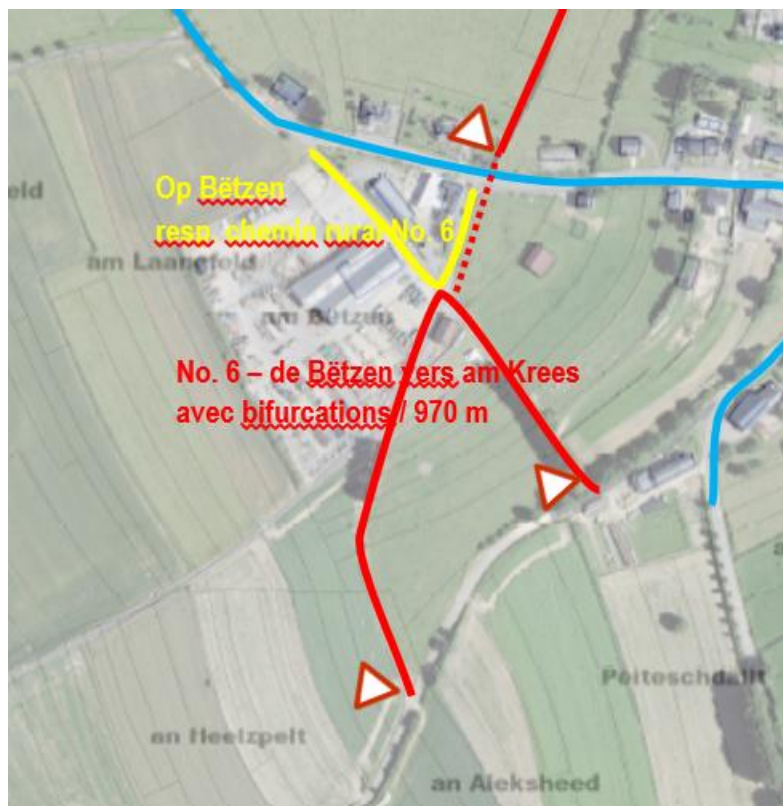 eld
Op Bëtzen
resp. chemin rural No. 6
am Laangfeld
am Bëtzen
No. 6 – de Bëtzen vers am Krees
avec bifurcations / 970 m
a
Peiteschdallt
an Heelzpelt
an Aleksheed